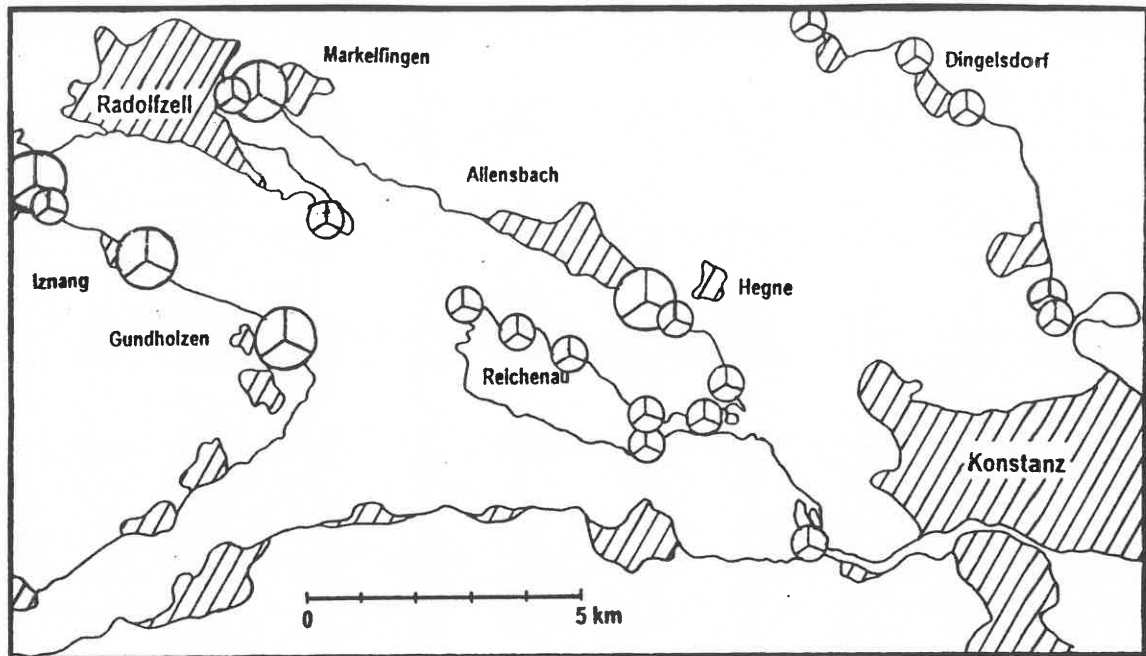 Markelfingen
Dingelsdorf
Radolfzell
Allensbach
Iznang
Hegne
Gundholzen
Reichenau
Konstanz
0 5 km